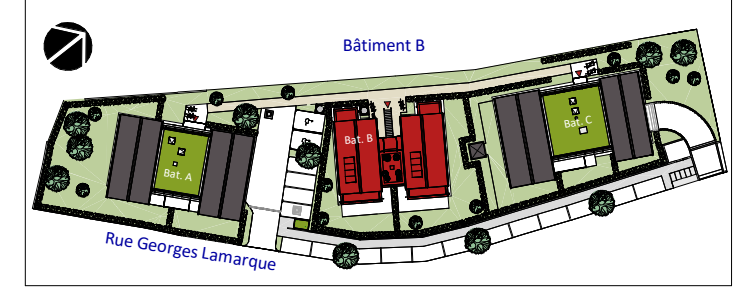 Bâtiment B
Bat. A
Bat. B
Bat. C
Rue Georges Lamarque